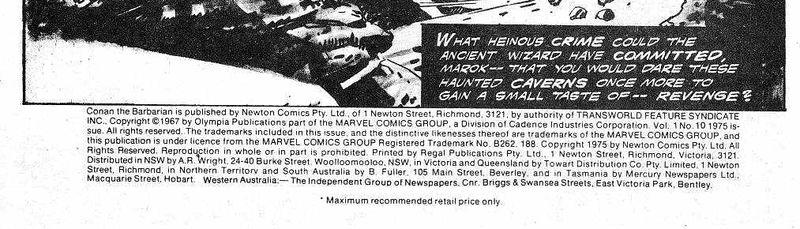 WHAT HEINOUS CRIME COULD THE
ANCIENT WIZARD HAVE COMMITTED,
MAROK-- THAT YOU WOULD DARE THESE
HAUNTED CAVERNS ONCE MORE TO
GAIN A SMALL TASTE OF-- REVENGE?
Conan the Barbarian is published by Newton Comics Pty. Ltd., of 1 Newton Street, Richmond, 3121, by authority of TRANSWORLD FEATURE SYNDICATE
INC., Copyright ©1967 by Olympia Publications part of the MARVEL COMICS GROUP, a Division of Cadence Industries Corporation. Vol. 1 No. 10 1975 is-
sue. All rights reserved. The trademarks included in this issue, and the distinctive likenesses thereof are trademarks of the MARVEL COMICS GROUP, and
this publication is under licence from the MARVEL COMICS GROUP Registered Trademark No. B262. 188. Copyright 1975 by Newton Comics Pty. Ltd. All
Rights Reserved. Reproduction in whole or in part is prohibited. Printed by Regal Publications Pty. Ltd., 1 Newton Street, Richmond, Victoria, 3121.
Distributed in NSW by A.R. Wright, 24-40 Burke Street, Woolloomooloo, NSW, in Victoria and Queensland by Towart Distribution Co. Pty. Limited, 1 Newton
Street, Richmond, in Northern Territory and South Australia by B. Fuller, 105 Main Street, Beverley, and in Tasmania by Mercury Newspapers Ltd.,
Macquarie Street, Hobart. Western Australia:— The Independent Group of Newspapers, Cnr. Briggs & Swansea Streets, East Victoria Park, Bentley.
* Maximum recommended retail price only